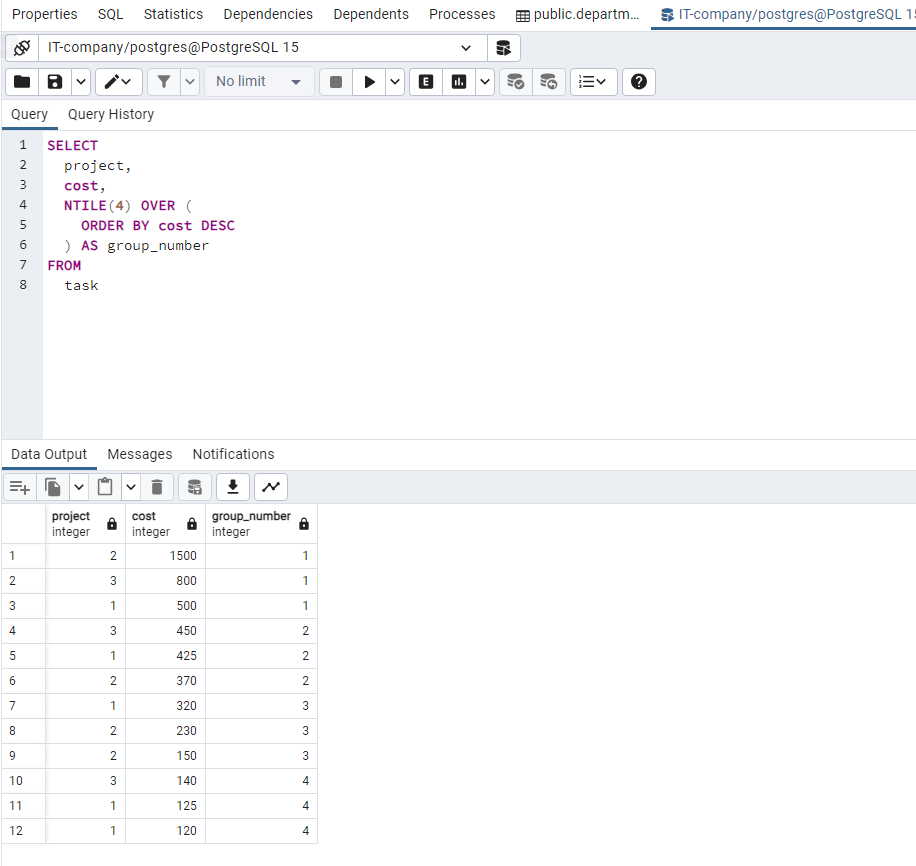 Properties SQL Statistics Dependencies Dependents Processes public.departm... IT-company/postgres@PostgreSQL 15
IT-company/postgres@PostgreSQL 15
No limit E
Query Query History
1 SELECT
2 project,
3 cost,
4 NTILE(4) OVER (
5 ORDER BY cost DESC
6 ) AS group_number
7 FROM
8 task
Data Output Messages Notifications
project cost group_number
integer integer integer
1 2 1500 1
2 3 800 1
3 1 500 1
4 3 450 2
5 1 425 2
6 2 370 2
7 1 320 3
8 2 230 3
9 2 150 3
10 3 140 4
11 1 125 4
12 1 120 4